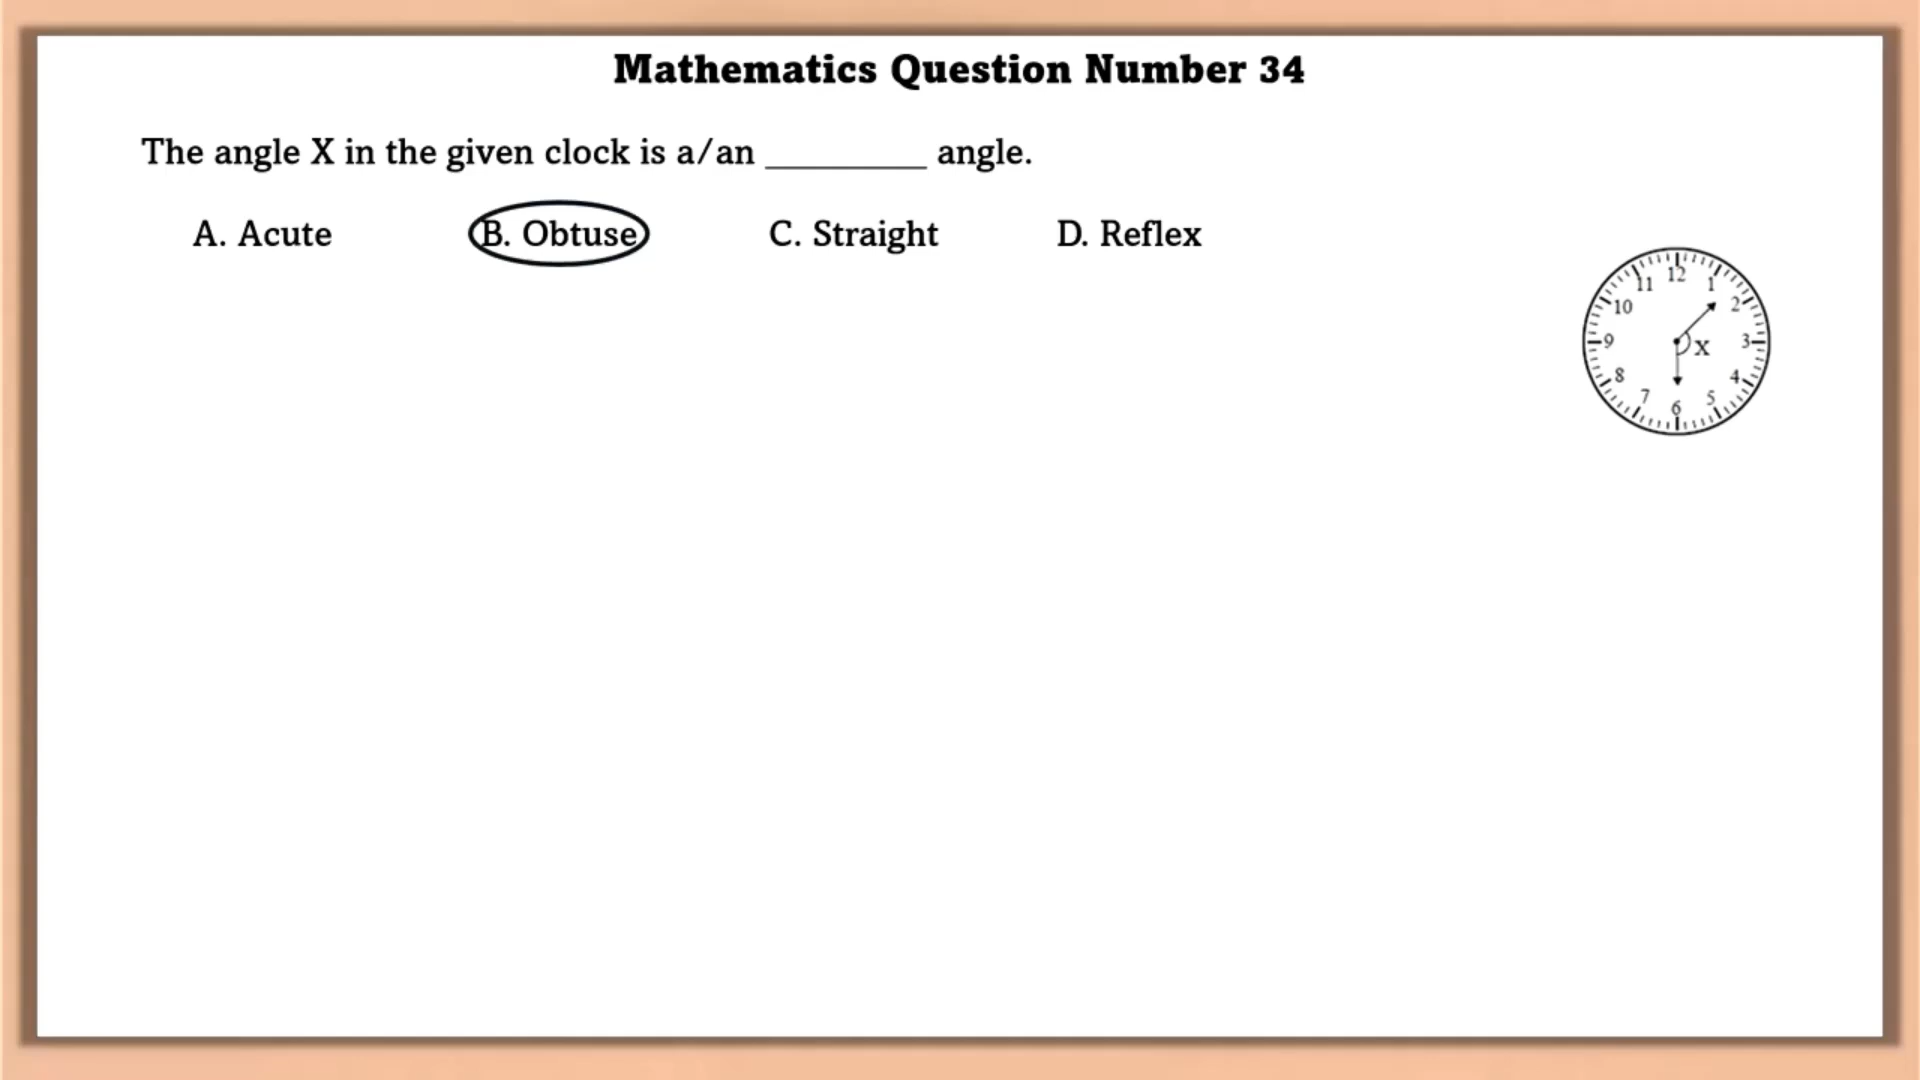 Mathematics Question Number 34
The angle X in the given clock is a/an _________ angle.
A. Acute B. Obtuse C. Straight D. Reflex
12
11 1
10 2
9 X 3
8 4
7 5
6